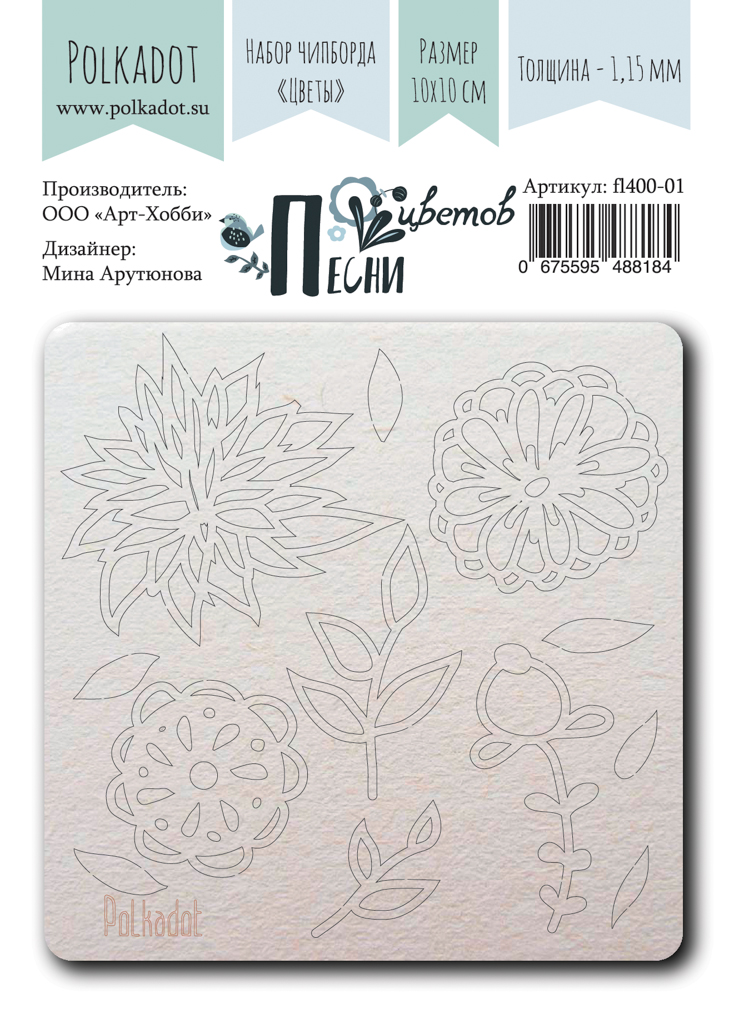 Polkadot
www.polkadot.su
Набор чипборда
«Цветы»
Размер
10х10 см
Толщина - 1,15 мм
Производитель:
ООО «Арт-Хобби»
Дизайнер:
Мина Арутюнова
Песни
цветов
Артикул: fl400-01
0 675595 488184
Polkadot